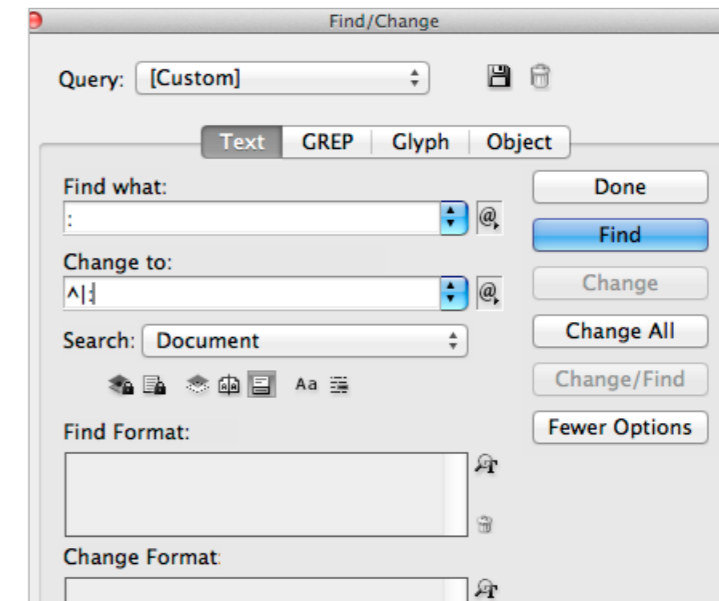 Find/Change
Query: [Custom]
Text GREP Glyph Object
Find what:
:
Done
Find
Change to:
^|:
Change
Search: Document
Change All
Aa
Change/Find
Find Format:
Fewer Options
Change Format: